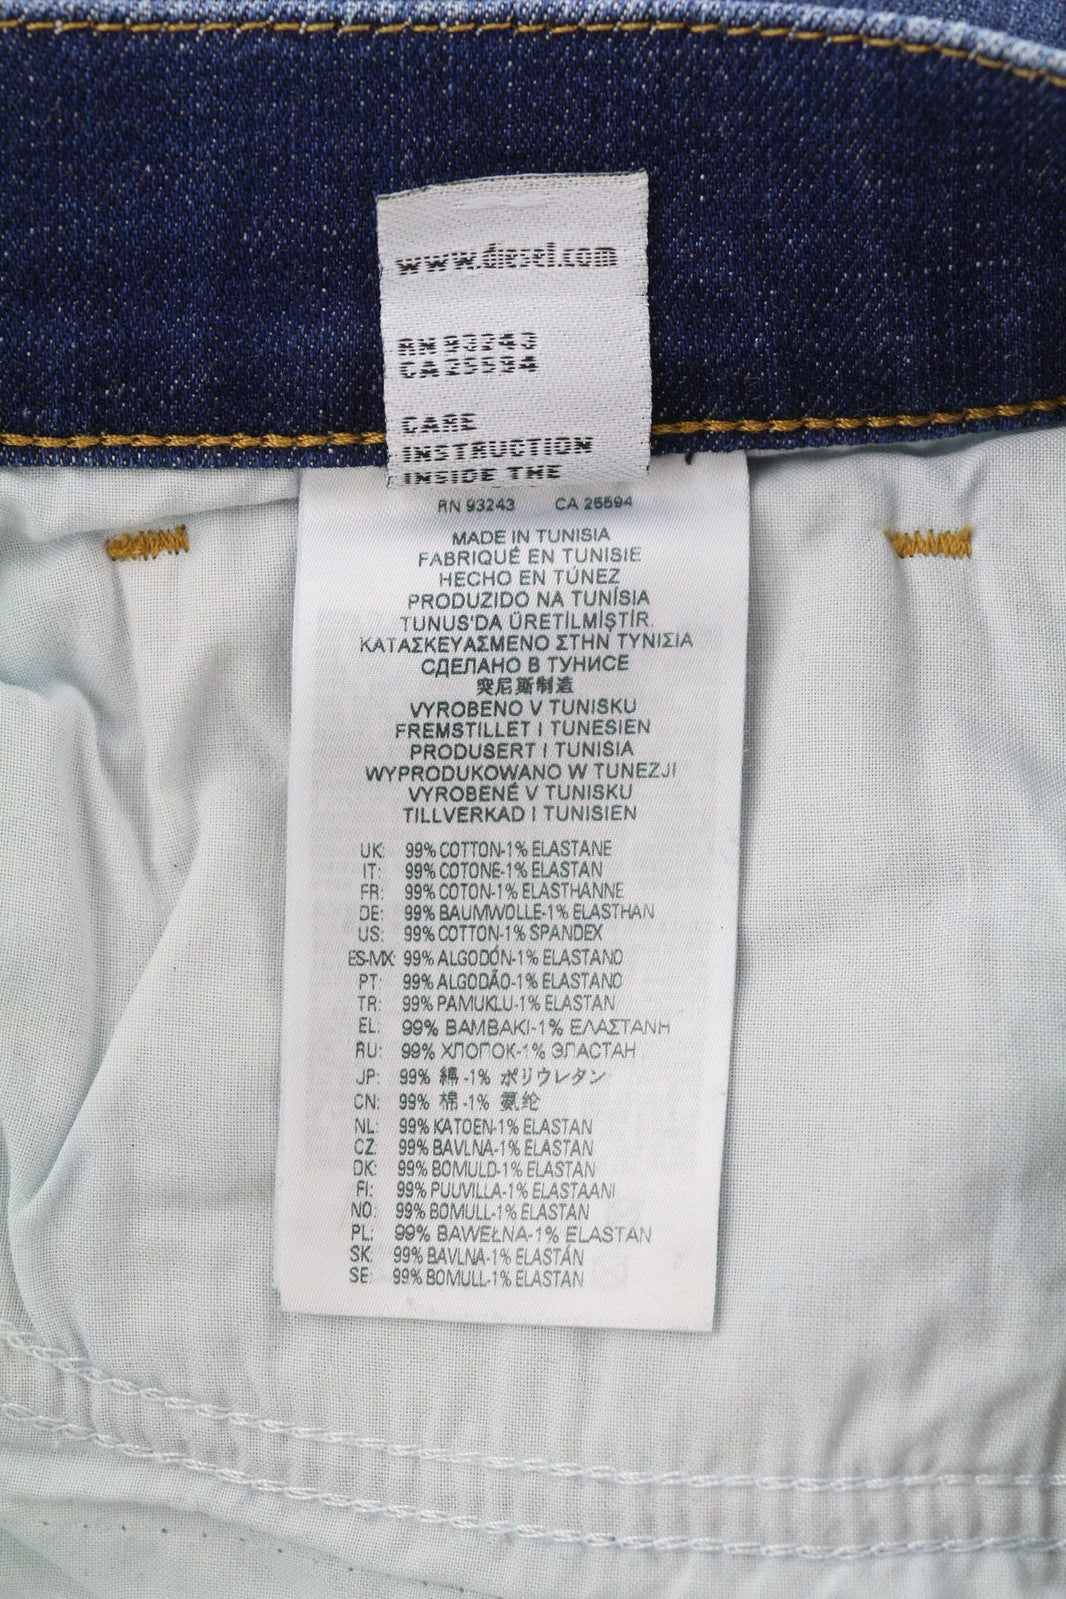 www.diesel.com
RN 93243
CA 25594
CARE
INSTRUCTION
INSIDE THE
RN 93243 CA 25594
MADE IN TUNISIA
FABRIQUÉ EN TUNISIE
HECHO EN TÚNEZ
PRODUZIDO NA TUNÍSIA
TUNUS'DA ÜRETİLMİŞTİR.
ΚΑΤΑΣΚΕΥΑΣΜΕΝΟ ΣΤΗΝ ΤΥΝΙΣΙΑ
СДЕЛАНО В ТУНИСЕ
突尼斯制造
VYROBENO V TUNISKU
FREMSTILLET I TUNESIEN
PRODUSERT I TUNISIA
WYPRODUKOWANO W TUNEZJI
VYROBENÉ V TUNISKU
TILLVERKAD I TUNISIEN
UK: 99% COTTON-1% ELASTANE
IT: 99% COTONE-1% ELASTAN
FR: 99% COTON-1% ELASTHANNE
DE: 99% BAUMWOLLE-1% ELASTHAN
US: 99% COTTON-1% SPANDEX
ES-MX: 99% ALGODÓN-1% ELASTANO
PT: 99% ALGODÃO-1% ELASTANO
TR: 99% PAMUKLU-1% ELASTAN
EL: 99% ΒΑΜΒΑΚΙ-1% ΕΛΑΣΤΑΝΗ
RU: 99% ХЛОПОК-1% ЭЛАСТАН
JP: 99% 綿 -1% ポリウレタン
CN: 99% 棉 -1% 氨纶
NL: 99% KATOEN-1% ELASTAN
CZ: 99% BAVLNA-1% ELASTAN
DK: 99% BOMULD-1% ELASTAN
FI: 99% PUUVILLA-1% ELASTAANI
NO: 99% BOMULL-1% ELASTAN
PL: 99% BAWEŁNA-1% ELASTAN
SK: 99% BAVLNA-1% ELASTÁN
SE: 99% BOMULL-1% ELASTAN